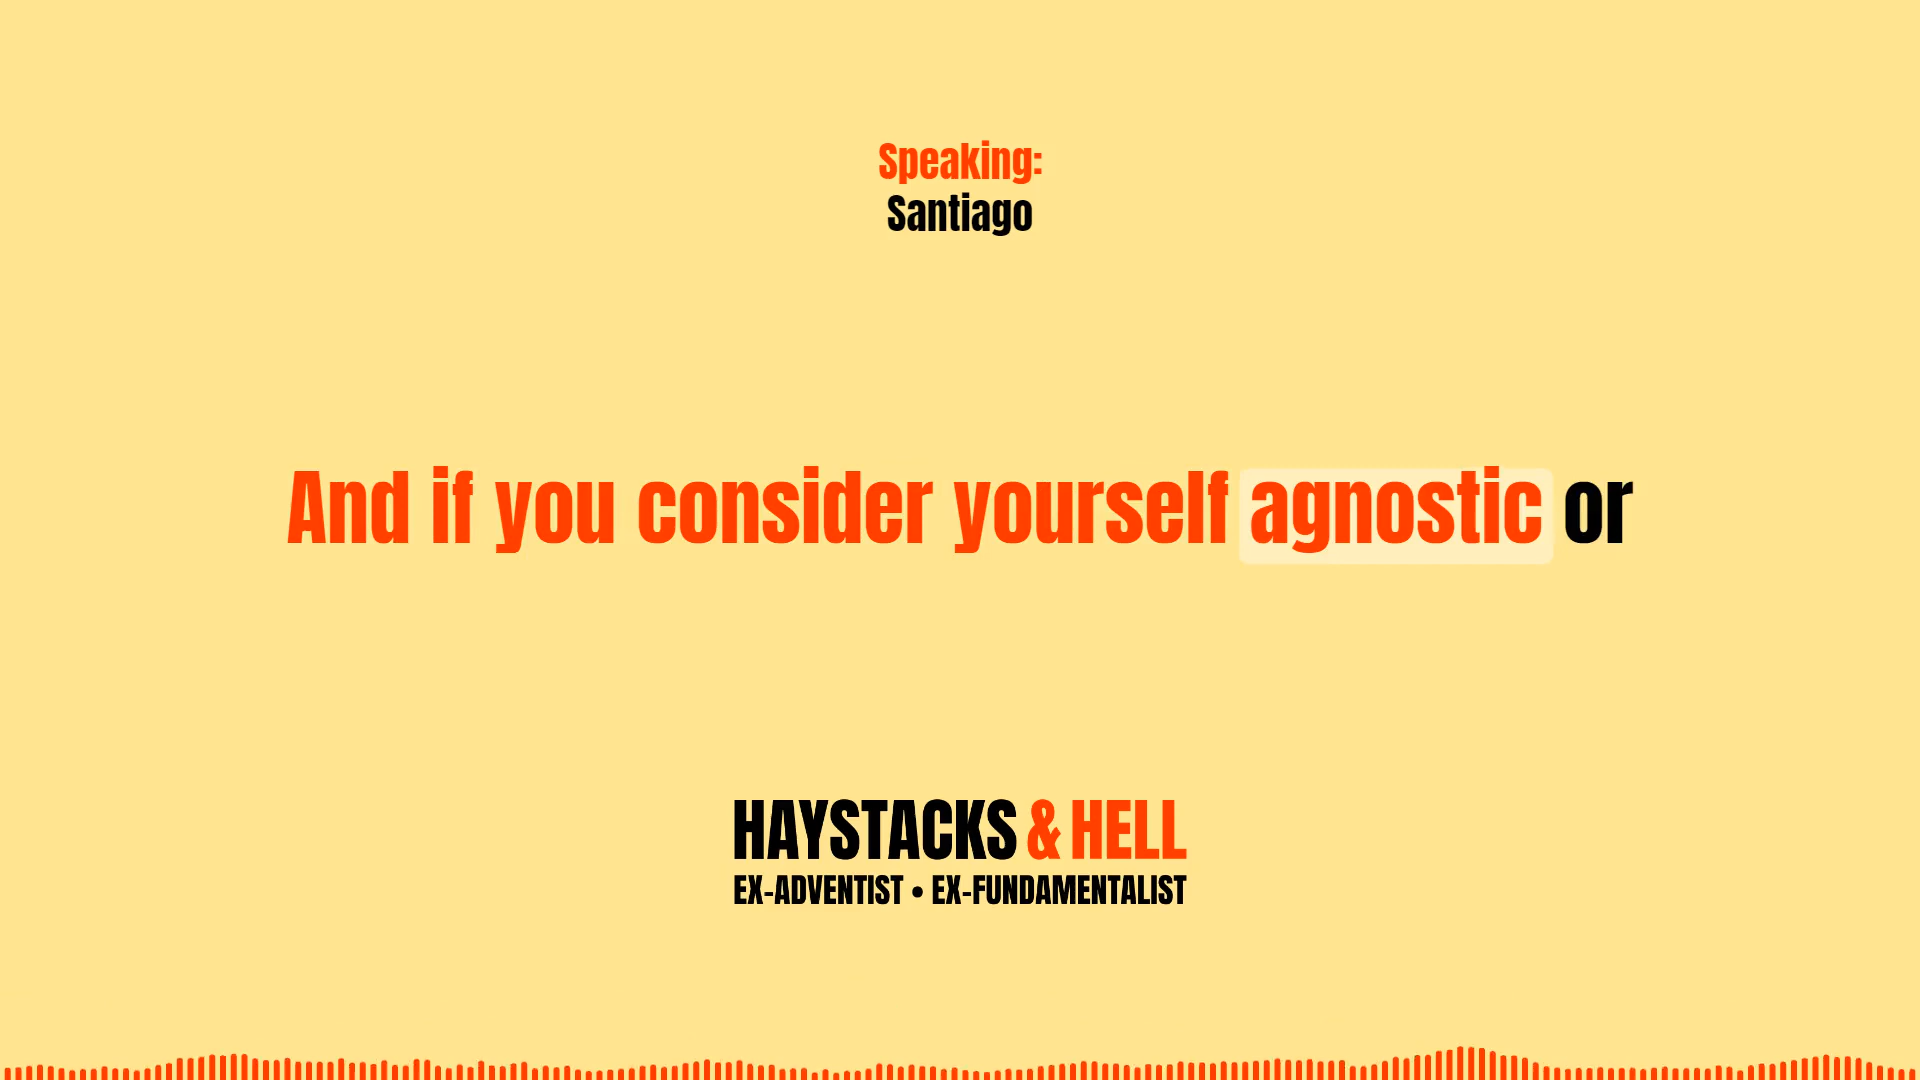 Speaking:
Santiago
And if you consider yourself agnostic or
HAYSTACKS & HELL
EX-ADVENTIST • EX-FUNDAMENTALIST